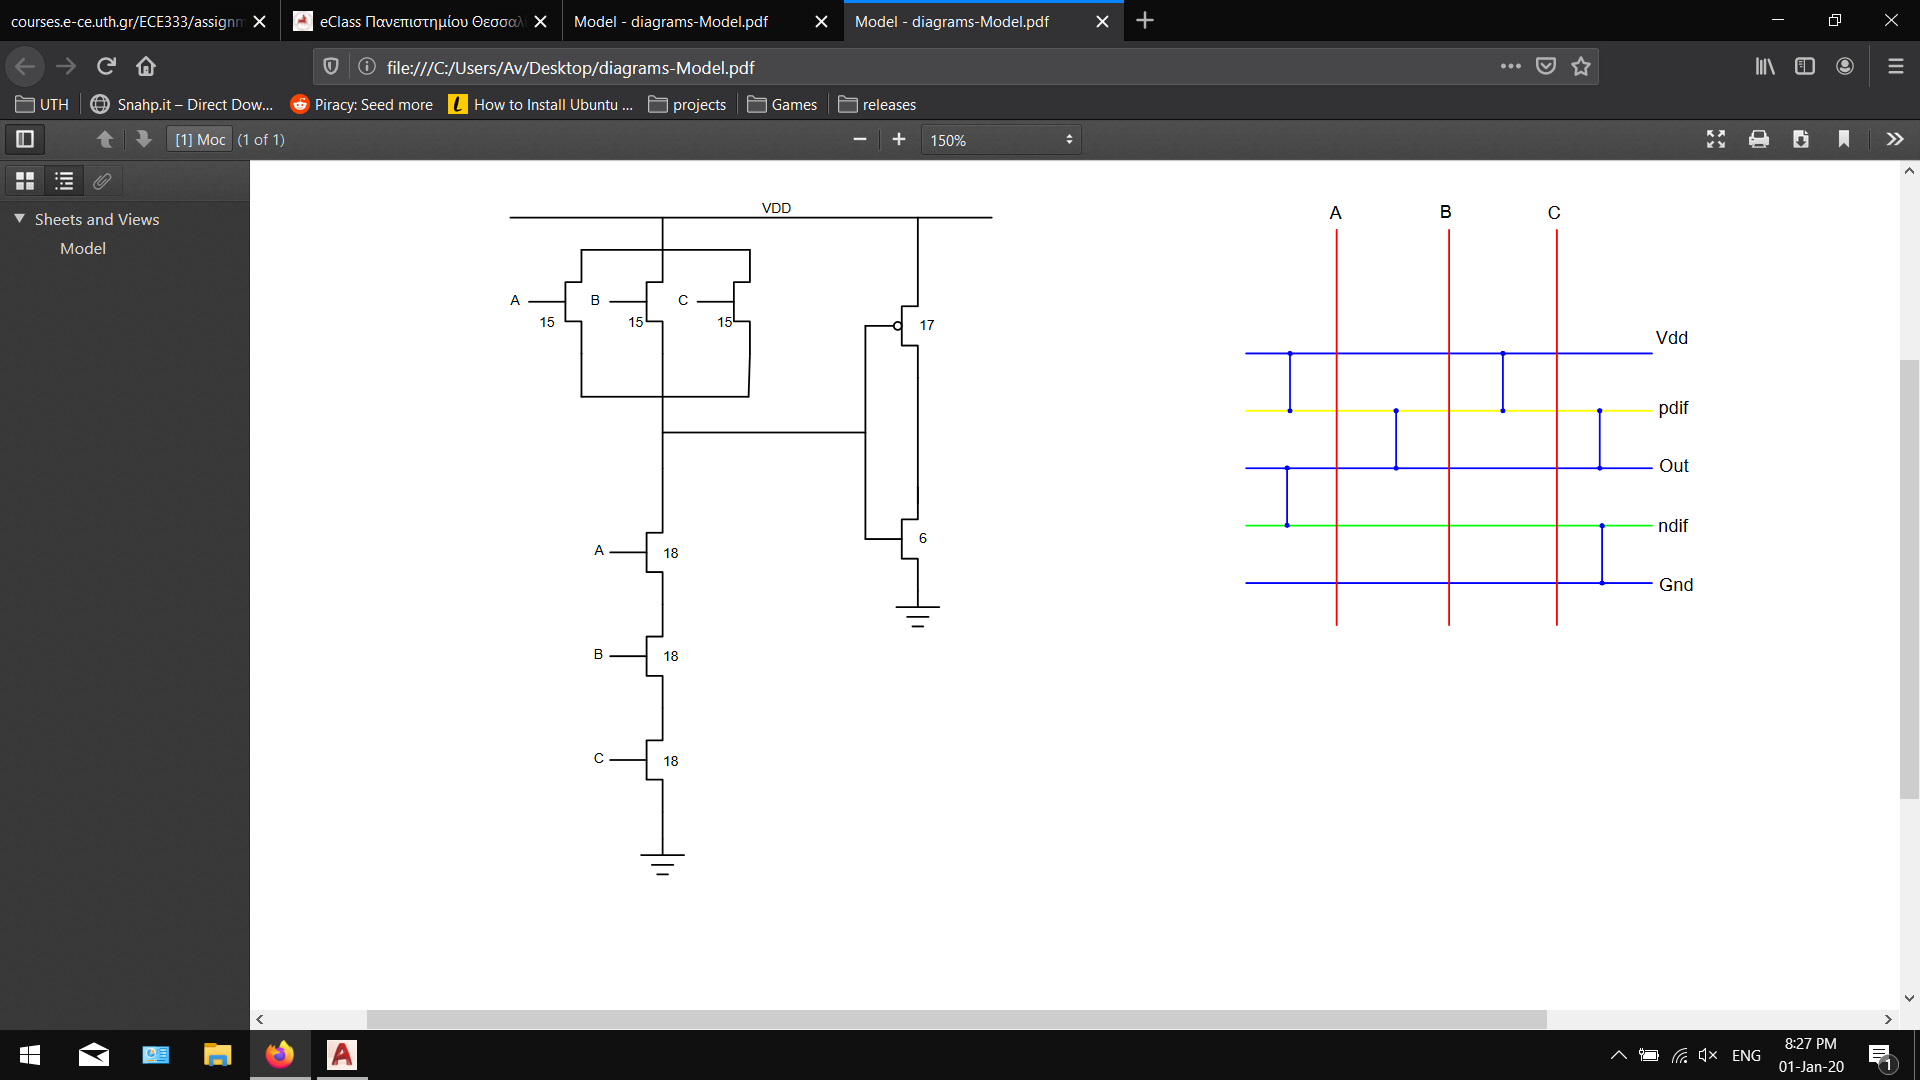 courses.e-ce.uth.gr/ECE333/assignm
eClass Πανεπιστημίου Θεσσαλ
Model - diagrams-Model.pdf
Model - diagrams-Model.pdf
file:///C:/Users/Av/Desktop/diagrams-Model.pdf
UTH
Snahp.it – Direct Dow...
Piracy: Seed more
How to Install Ubuntu ...
projects
Games
releases
[1] Moc (1 of 1)
150%
Sheets and Views
Model
VDD
A B C
15 15 15
17
A 18
6
B 18
C 18
A B C
Vdd
pdif
Out
ndif
Gnd
ENG
8:27 PM
01-Jan-20
1